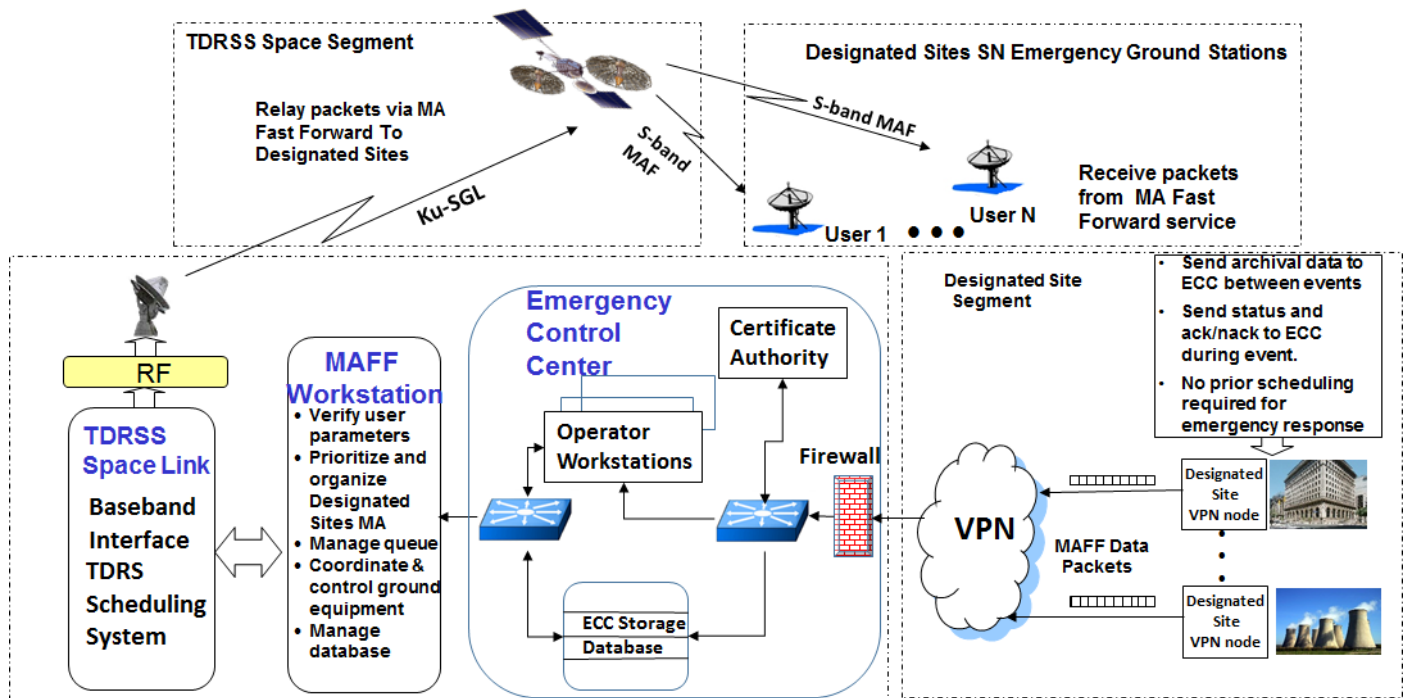 TDRSS Space Segment
Relay packets via MA
Fast Forward To
Designated Sites
Ku-SGL
S-band
MAF
S-band MAF
Designated Sites SN Emergency Ground Stations
User 1
User N
Receive packets
from MA Fast
Forward service
RF
TDRSS
Space Link
Baseband
Interface
TDRS
Scheduling
System
MAFF
Workstation
• Verify user
parameters
• Prioritize and
organize
Designated
Sites MA
• Manage queue
• Coordinate &
control ground
equipment
• Manage
database
Emergency
Control
Center
Certificate
Authority
Operator
Workstations
ECC Storage
Database
Firewall
VPN
Designated Site
Segment
• Send archival data to
ECC between events
• Send status and
ack/nack to ECC
during event.
• No prior scheduling
required for
emergency response
Designated
Site
VPN node
MAFF Data
Packets
Designated
Site
VPN node